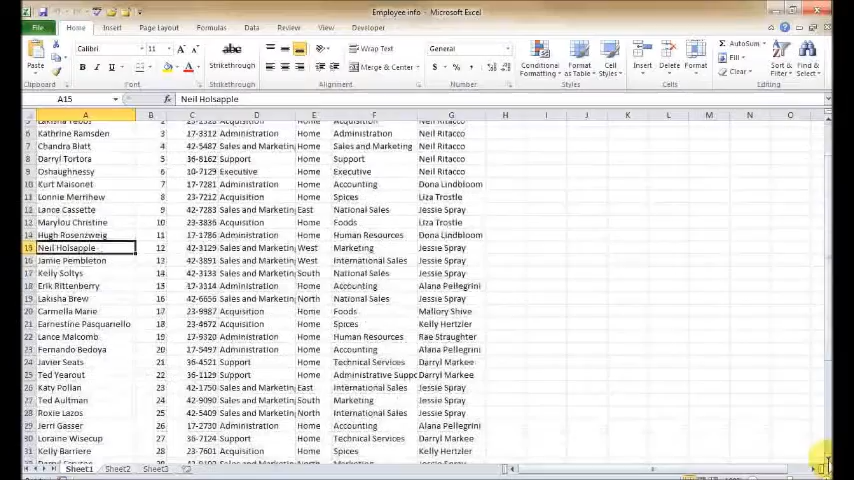 Employee info - Microsoft Excel
File Home Insert Page Layout Formulas Data Review View Developer
Calibri 11 abc Wrap Text General AutoSum
Paste Strikethrough Strikethrough Merge & Center Conditional Formatting Format as Table Cell Styles Insert Delete Format Fill Clear Sort & Filter Find & Select
Clipboard Font Alignment Number Styles Cells Editing
A15 fx Neil Holsapple
A B C D E F G H I J K L M N O
Acquisition Home Acquisition Neil Ritacco
6 Kathrine Ramsden 3 17-3312 Administration Home Administration Neil Ritacco
7 Chandra Blatt 4 42-5487 Sales and Marketing Home Sales and Marketing Neil Ritacco
8 Darryl Tortora 5 36-8162 Support Home Support Neil Ritacco
9 Oshaughnessy 6 10-7129 Executive Home Executive Neil Ritacco
10 Kurt Maisonet 7 17-7281 Administration Home Accounting Dona Lindbloom
11 Lonnie Merrihew 8 23-7212 Acquisition Home Spices Liza Trostle
12 Lance Cassette 9 42-7283 Sales and Marketing East National Sales Jessie Spray
13 Marylou Christine 10 23-3836 Acquisition Home Foods Liza Trostle
14 Hugh Rosenzweig 11 17-1786 Administration Home Human Resources Dona Lindbloom
15 Neil Holsapple 12 42-3129 Sales and Marketing West Marketing Jessie Spray
16 Jamie Pembleton 13 42-3891 Sales and Marketing West International Sales Jessie Spray
17 Kelly Soltys 14 42-3133 Sales and Marketing South National Sales Jessie Spray
18 Erik Rittenberry 15 17-3314 Administration Home Accounting Alana Pellegrini
19 Lakisha Brew 16 42-6656 Sales and Marketing North National Sales Jessie Spray
20 Carmella Marie 17 23-9987 Acquisition Home Foods Mallory Shive
21 Earnestine Pasquanello 18 23-4672 Acquisition Home Spices Kelly Hertzler
22 Lance Malcomb 19 17-9320 Administration Home Human Resources Rae Straughter
23 Fernando Bedoya 20 17-5497 Administration Home Accounting Alana Pellegrini
24 Javier Seats 21 36-4521 Support Home Technical Services Darryl Markee
25 Ted Yearout 22 36-1129 Support Home Administrative Suppo Darryl Markee
26 Katy Pollan 23 42-1750 Sales and Marketing East International Sales Jessie Spray
27 Ted Aultman 24 42-9090 Sales and Marketing South Marketing Jessie Spray
28 Roxie Lazos 25 42-5409 Sales and Marketing North International Sales Jessie Spray
29 Jerri Gasser 26 17-2730 Administration Home Accounting Alana Pellegrini
30 Loraine Wisecup 27 36-7124 Support Home Technical Services Darryl Markee
31 Kelly Barriere 28 23-7601 Acquisition Home Spices Kelly Hertzler
Sheet1 Sheet2 Sheet3